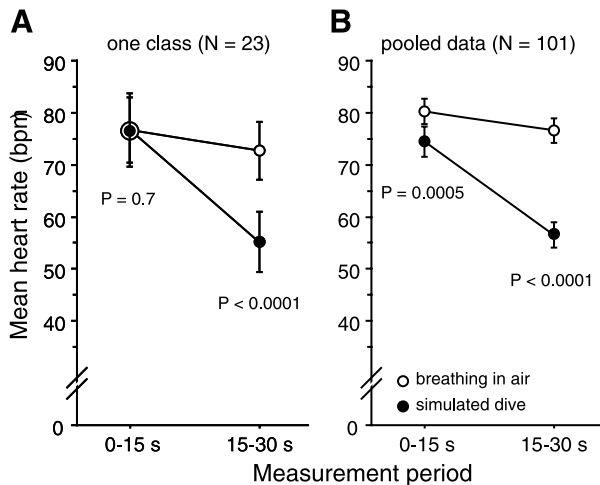 A
one class (N = 23)
90
80
70
60
50
40
0
Mean heart rate (bpm)
P = 0.7
P < 0.0001
0-15 s
15-30 s
B
pooled data (N = 101)
90
80
70
60
50
40
0
P = 0.0005
P < 0.0001
breathing in air
simulated dive
0-15 s
15-30 s
Measurement period